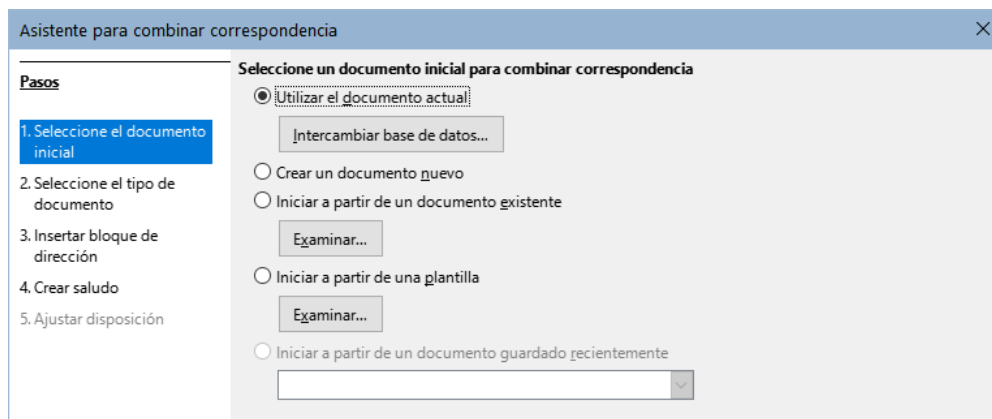 Asistente para combinar correspondencia
Pasos
1. Seleccione el documento
inicial
2. Seleccione el tipo de
documento
3. Insertar bloque de
dirección
4. Crear saludo
5. Ajustar disposición
Seleccione un documento inicial para combinar correspondencia
Utilizar el documento actual
Intercambiar base de datos...
Crear un documento nuevo
Iniciar a partir de un documento existente
Examinar...
Iniciar a partir de una plantilla
Examinar...
Iniciar a partir de un documento guardado recientemente